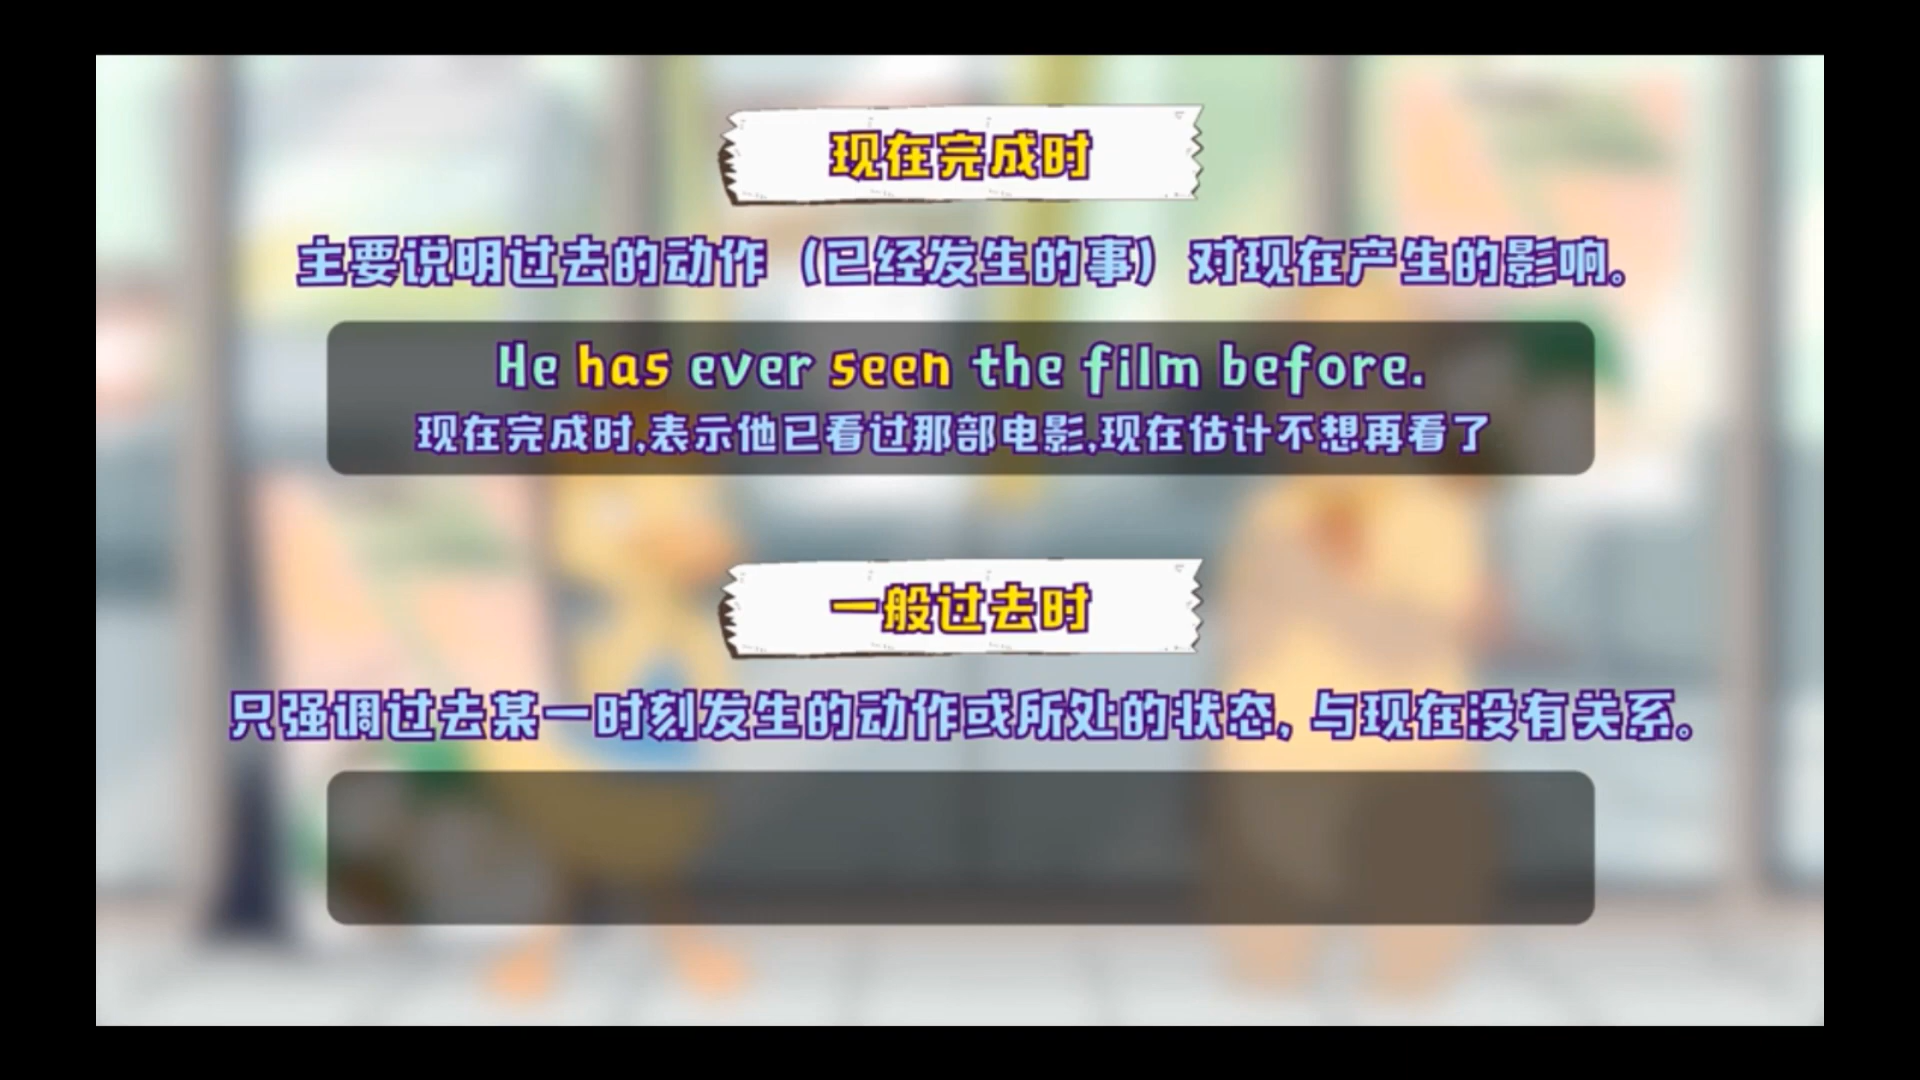 现在完成时
主要说明过去的动作（已经发生的事）对现在产生的影响。
He has ever seen the film before.
现在完成时,表示他已看过那部电影,现在估计不想再看了
一般过去时
只强调过去某一时刻发生的动作或所处的状态, 与现在没有关系。